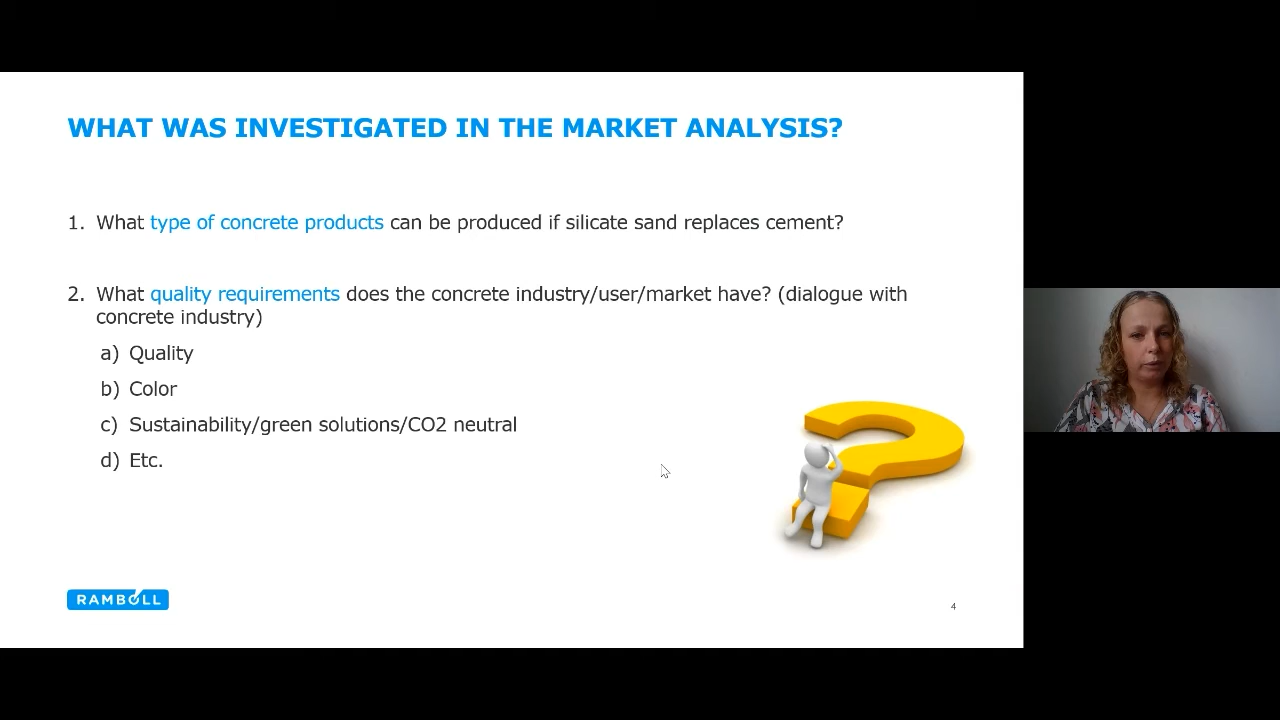 WHAT WAS INVESTIGATED IN THE MARKET ANALYSIS?
1. What type of concrete products can be produced if silicate sand replaces cement?
2. What quality requirements does the concrete industry/user/market have? (dialogue with
concrete industry)
a) Quality
b) Color
c) Sustainability/green solutions/CO2 neutral
d) Etc.
RAMBOLL
4